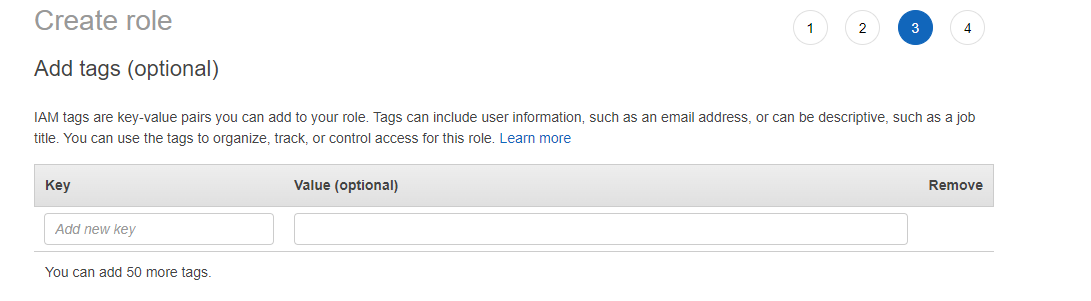 Create role
1 2 3 4
Add tags (optional)
IAM tags are key-value pairs you can add to your role. Tags can include user information, such as an email address, or can be descriptive, such as a job
title. You can use the tags to organize, track, or control access for this role. Learn more
Key Value (optional) Remove
Add new key
You can add 50 more tags.